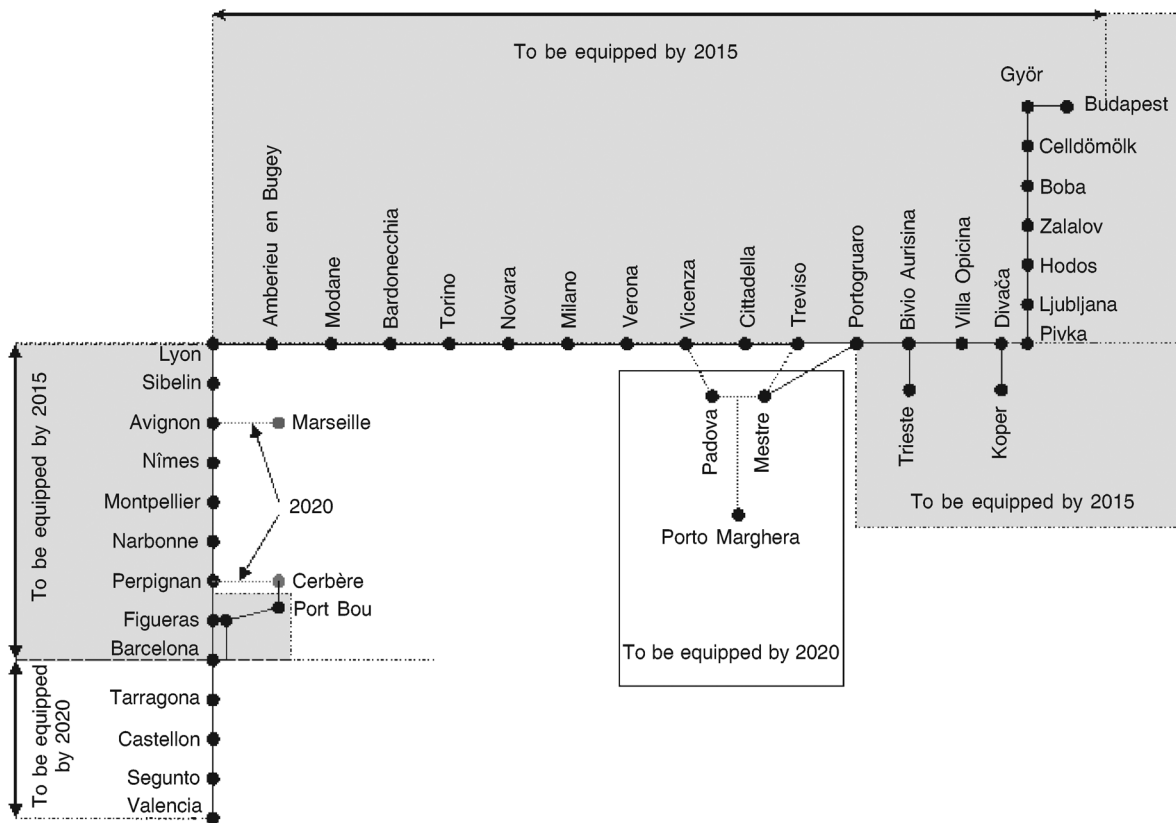 To be equipped by 2015
Györ
Budapest
Celldömölk
Boba
Zalalov
Hodos
Ljubljana
Pivka
Amberieu en Bugey
Modane
Bardonecchia
Torino
Novara
Milano
Verona
Vicenza
Cittadella
Treviso
Portogruaro
Bivio Aurisina
Villa Opicina
Divača
Lyon
Sibelin
Avignon
Marseille
Nîmes
Montpellier
2020
Narbonne
Perpignan
Cerbère
Port Bou
Figueras
Barcelona
Tarragona
Castellon
Segunto
Valencia
To be equipped by 2015
To be equipped
by 2020
Padova
Mestre
Porto Marghera
To be equipped by 2020
Trieste
Koper
To be equipped by 2015